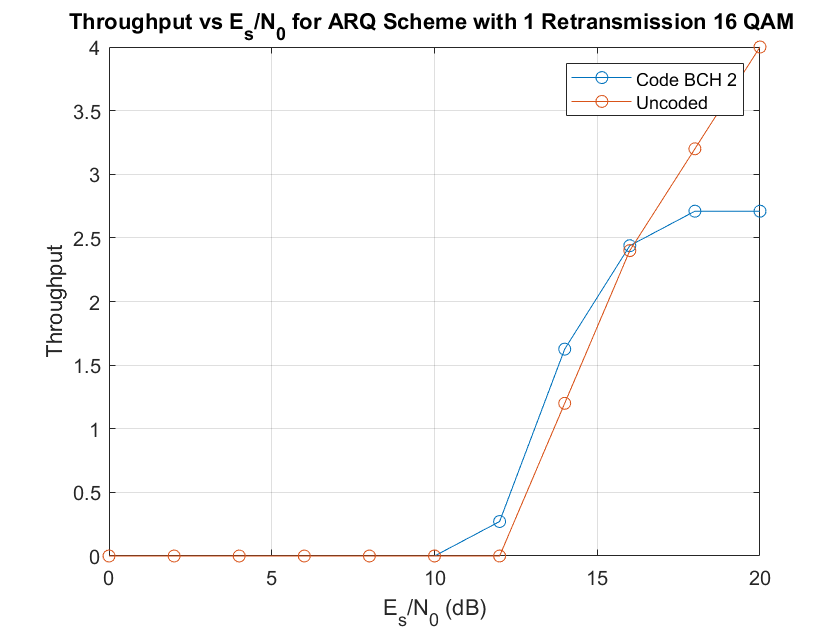 Throughput vs Es/N0 for ARQ Scheme with 1 Retransmission 16 QAM
4
Code BCH 2
Uncoded
3.5
3
2.5
2
1.5
1
0.5
0
Throughput
0 5 10 15 20
Es/N0 (dB)